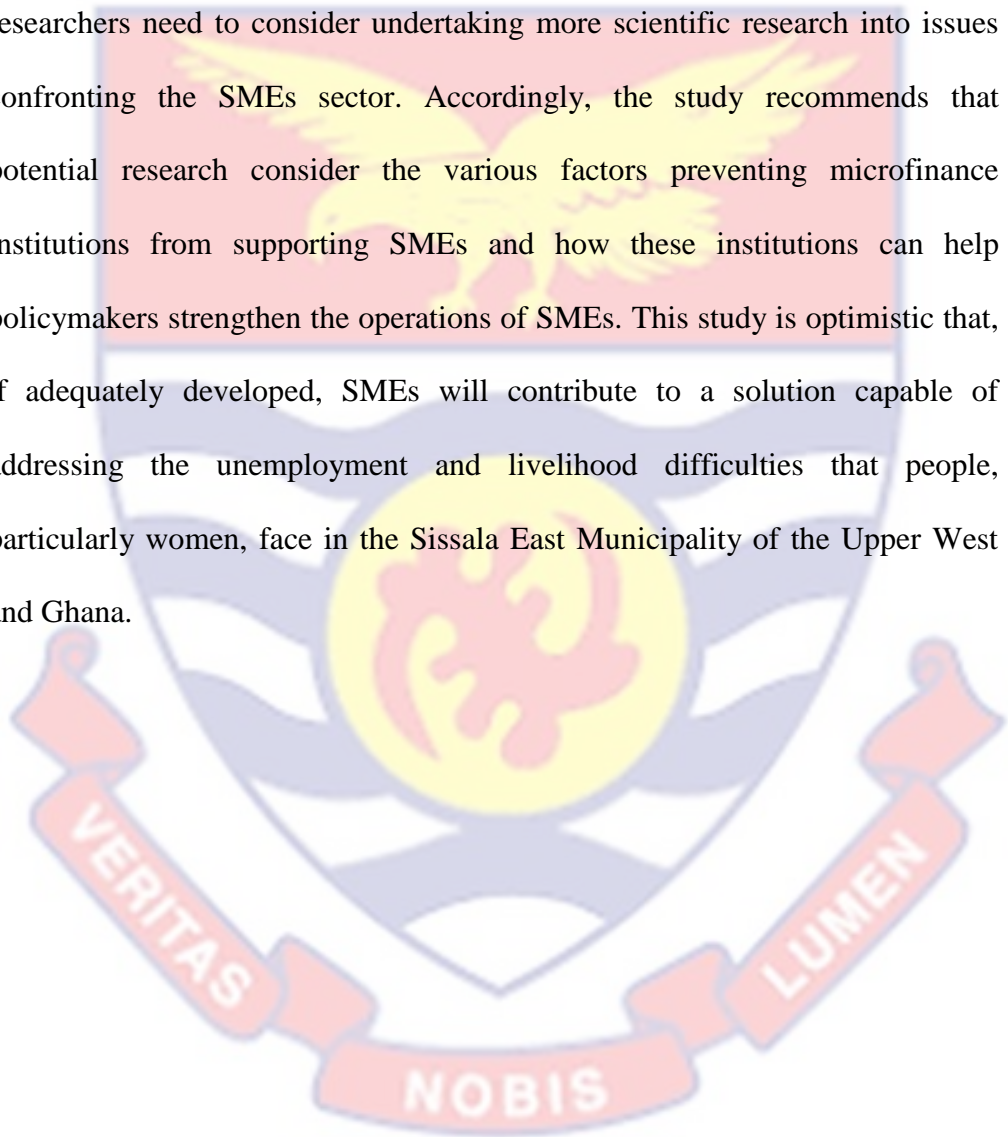 researchers need to consider undertaking more scientific research into issues
confronting the SMEs sector. Accordingly, the study recommends that
potential research consider the various factors preventing microfinance
institutions from supporting SMEs and how these institutions can help
policymakers strengthen the operations of SMEs. This study is optimistic that,
if adequately developed, SMEs will contribute to a solution capable of
addressing the unemployment and livelihood difficulties that people,
particularly women, face in the Sissala East Municipality of the Upper West
and Ghana.
VERITAS
NOBIS
LUMEN